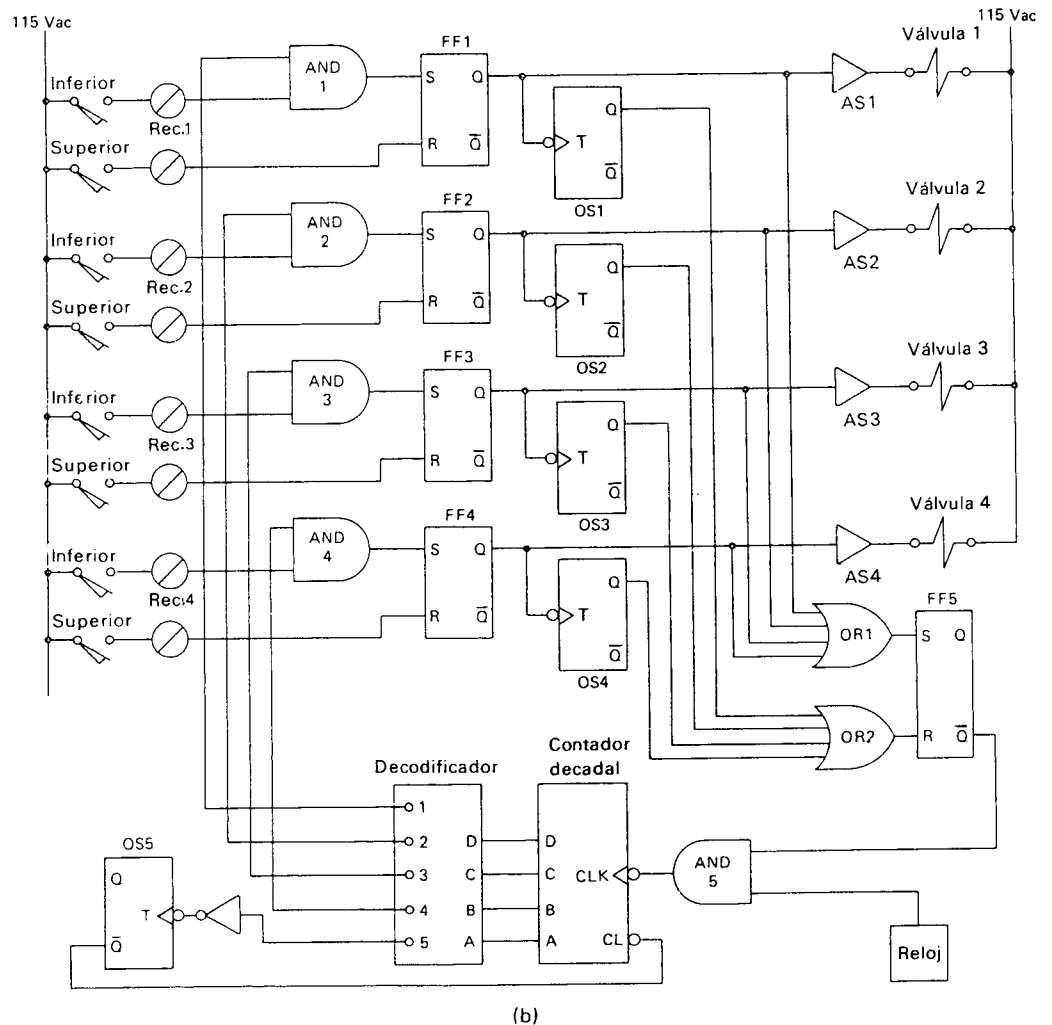 115 Vac
115 Vac
Inferior
Rec.1
Superior
AND
1
FF1
S
Q
R
Q̅
T
Q
Q̅
OS1
AS1
Válvula 1
Inferior
Rec.2
Superior
AND
2
FF2
S
Q
R
Q̅
T
Q
Q̅
OS2
AS2
Válvula 2
Inferior
Rec.3
Superior
AND
3
FF3
S
Q
R
Q̅
T
Q
Q̅
OS3
AS3
Válvula 3
Inferior
Rec.4
Superior
AND
4
FF4
S
Q
R
Q̅
T
Q
Q̅
OS4
AS4
Válvula 4
OR1
OR2
FF5
S
Q
R
Q̅
Decodificador
1
2
3
4
5
D
C
B
A
Contador
decadal
D
C
B
A
CLK
CL
AND
5
Reloj
OS5
Q
T
Q̅
(b)